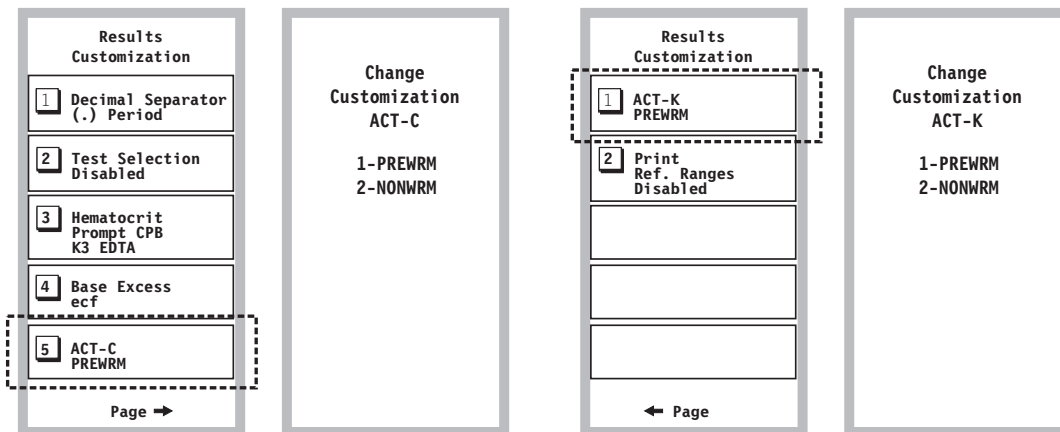 Results
Customization
1 Decimal Separator
(.) Period
2 Test Selection
Disabled
3 Hematocrit
Prompt CPB
K3 EDTA
4 Base Excess
ecf
5 ACT-C
PREWRM
Page →
Change
Customization
ACT-C
1-PREWRM
2-NONWRM
Results
Customization
1 ACT-K
PREWRM
2 Print
Ref. Ranges
Disabled
← Page
Change
Customization
ACT-K
1-PREWRM
2-NONWRM